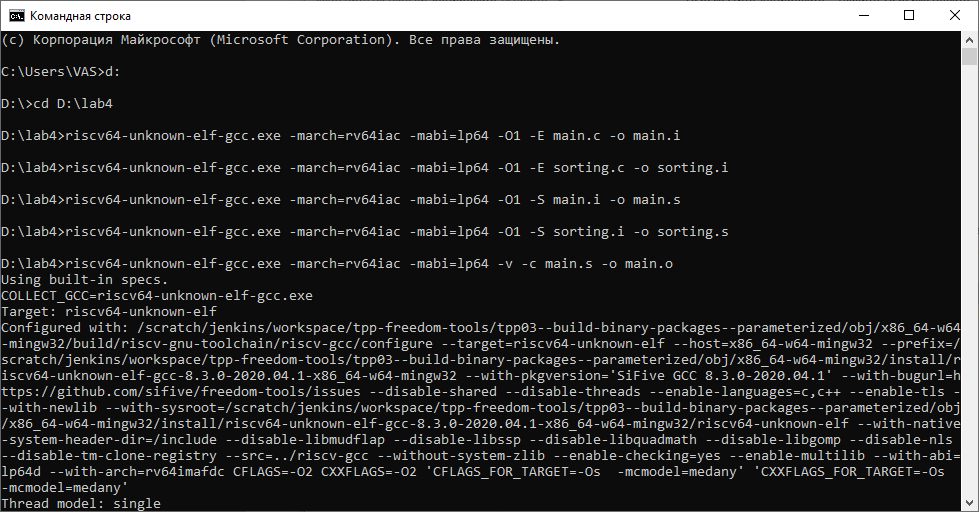 Командная строка
(c) Корпорация Майкрософт (Microsoft Corporation). Все права защищены.
C:\Users\VAS>d:
D:\>cd D:\lab4
D:\lab4>riscv64-unknown-elf-gcc.exe -march=rv64iac -mabi=lp64 -O1 -E main.c -o main.i
D:\lab4>riscv64-unknown-elf-gcc.exe -march=rv64iac -mabi=lp64 -O1 -E sorting.c -o sorting.i
D:\lab4>riscv64-unknown-elf-gcc.exe -march=rv64iac -mabi=lp64 -O1 -S main.i -o main.s
D:\lab4>riscv64-unknown-elf-gcc.exe -march=rv64iac -mabi=lp64 -O1 -S sorting.i -o sorting.s
D:\lab4>riscv64-unknown-elf-gcc.exe -march=rv64iac -mabi=lp64 -v -c main.s -o main.o
Using built-in specs.
COLLECT_GCC=riscv64-unknown-elf-gcc.exe
Target: riscv64-unknown-elf
Configured with: /scratch/jenkins/workspace/tpp-freedom-tools/tpp03--build-binary-packages--parameterized/obj/x86_64-w64
-mingw32/build/riscv-gnu-toolchain/riscv-gcc/configure --target=riscv64-unknown-elf --host=x86_64-w64-mingw32 --prefix=/
scratch/jenkins/workspace/tpp-freedom-tools/tpp03--build-binary-packages--parameterized/obj/x86_64-w64-mingw32/install/r
iscv64-unknown-elf-gcc-8.3.0-2020.04.1-x86_64-w64-mingw32 --with-pkgversion='SiFive GCC 8.3.0-2020.04.1' --with-bugurl=h
ttps://github.com/sifive/freedom-tools/issues --disable-shared --disable-threads --enable-languages=c,c++ --enable-tls -
-with-newlib --with-sysroot=/scratch/jenkins/workspace/tpp-freedom-tools/tpp03--build-binary-packages--parameterized/obj
/x86_64-w64-mingw32/install/riscv64-unknown-elf-gcc-8.3.0-2020.04.1-x86_64-w64-mingw32/riscv64-unknown-elf --with-native
-system-header-dir=/include --disable-libmudflap --disable-libssp --disable-libquadmath --disable-libgomp --disable-nls
--disable-tm-clone-registry --src=../riscv-gcc --without-system-zlib --enable-checking=yes --enable-multilib --with-abi=
lp64d --with-arch=rv64imafdc CFLAGS=-O2 CXXFLAGS=-O2 'CFLAGS_FOR_TARGET=-Os  -mcmodel=medany' 'CXXFLAGS_FOR_TARGET=-Os
-mcmodel=medany'
Thread model: single